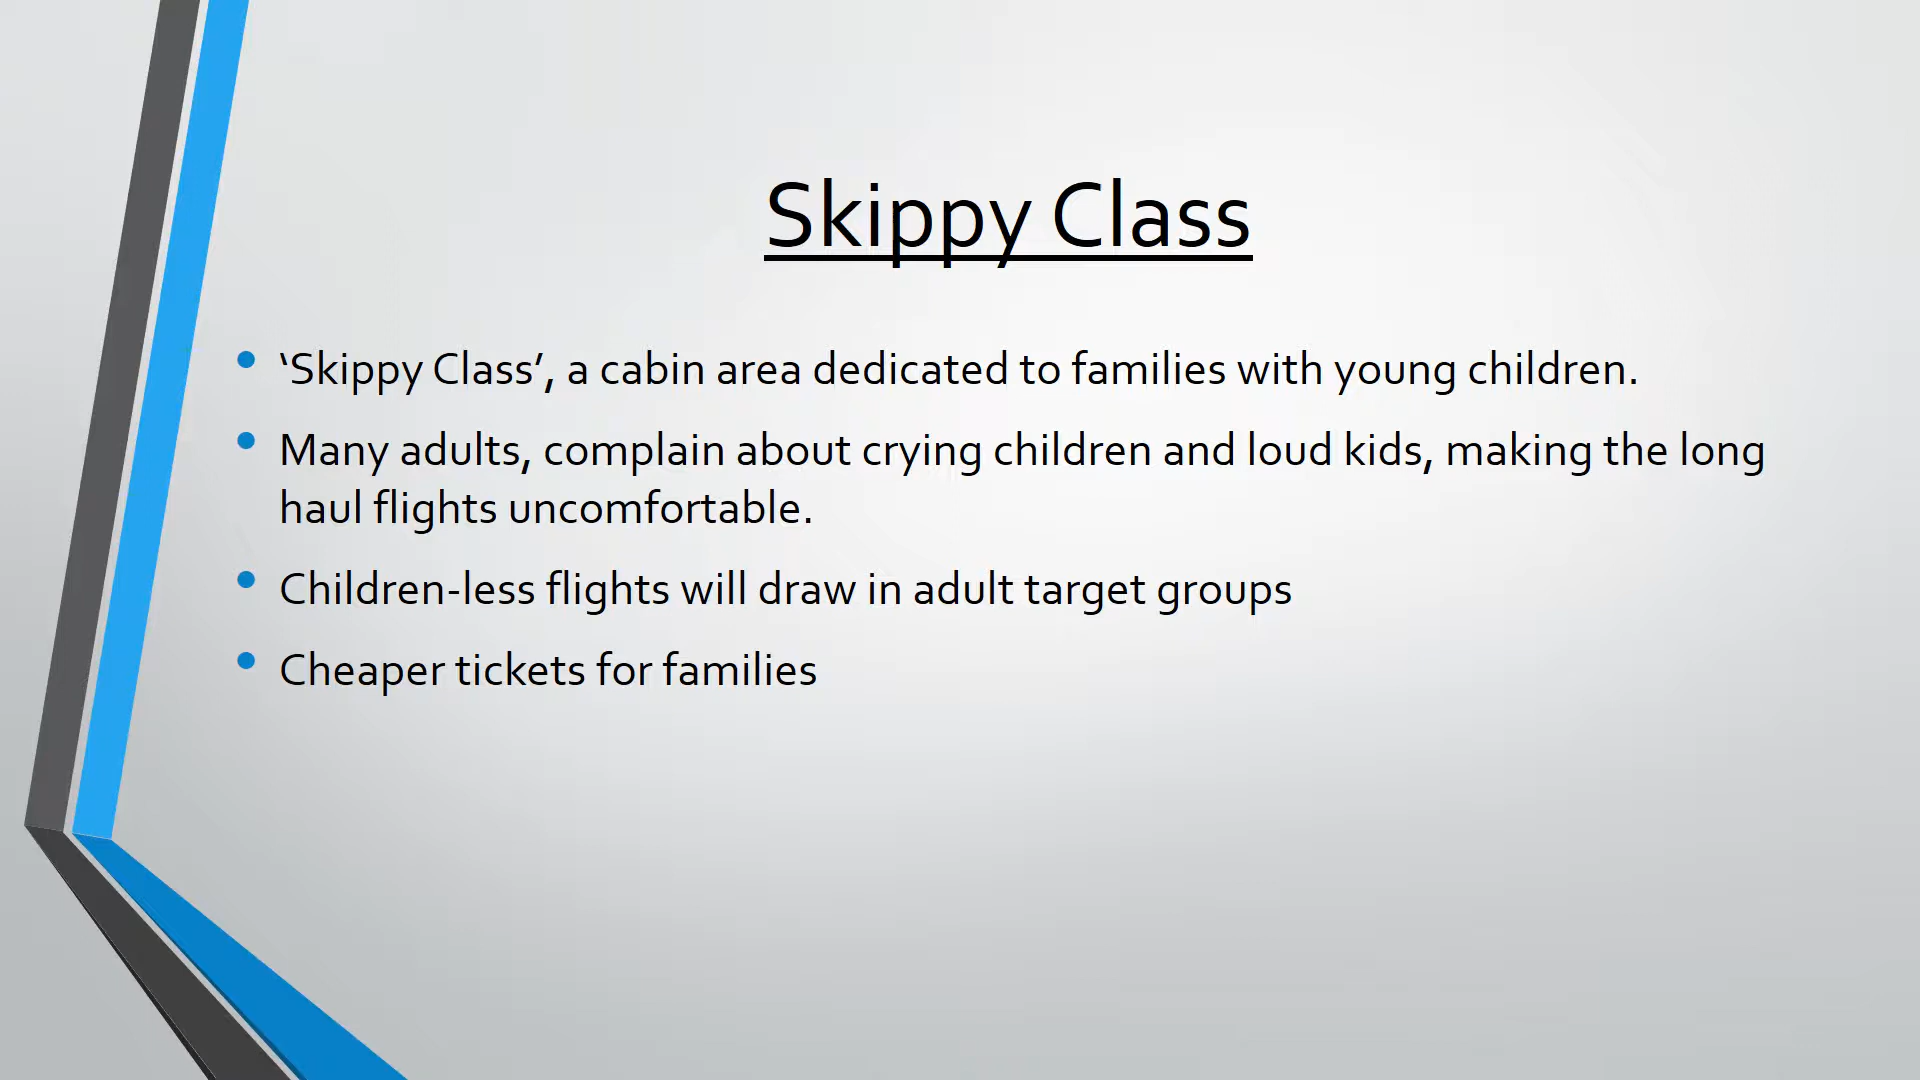 Skippy Class
‘Skippy Class’, a cabin area dedicated to families with young children.
Many adults, complain about crying children and loud kids, making the long
haul flights uncomfortable.
Children-less flights will draw in adult target groups
Cheaper tickets for families